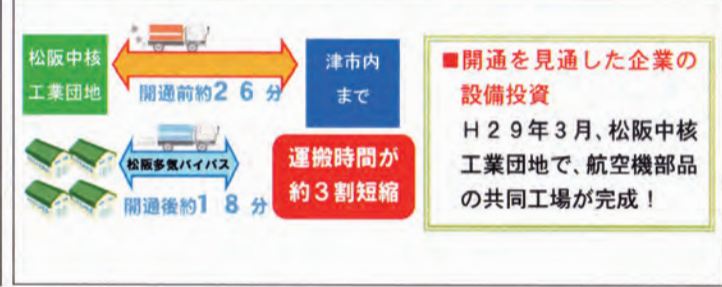 松阪中核
工業団地
開通前約26分
津市内
まで
松阪多気バイパス
開通後約18分
運搬時間が
約3割短縮
■開通を見通した企業の
設備投資
H29年3月、松阪中核
工業団地で、航空機部品
の共同工場が完成！